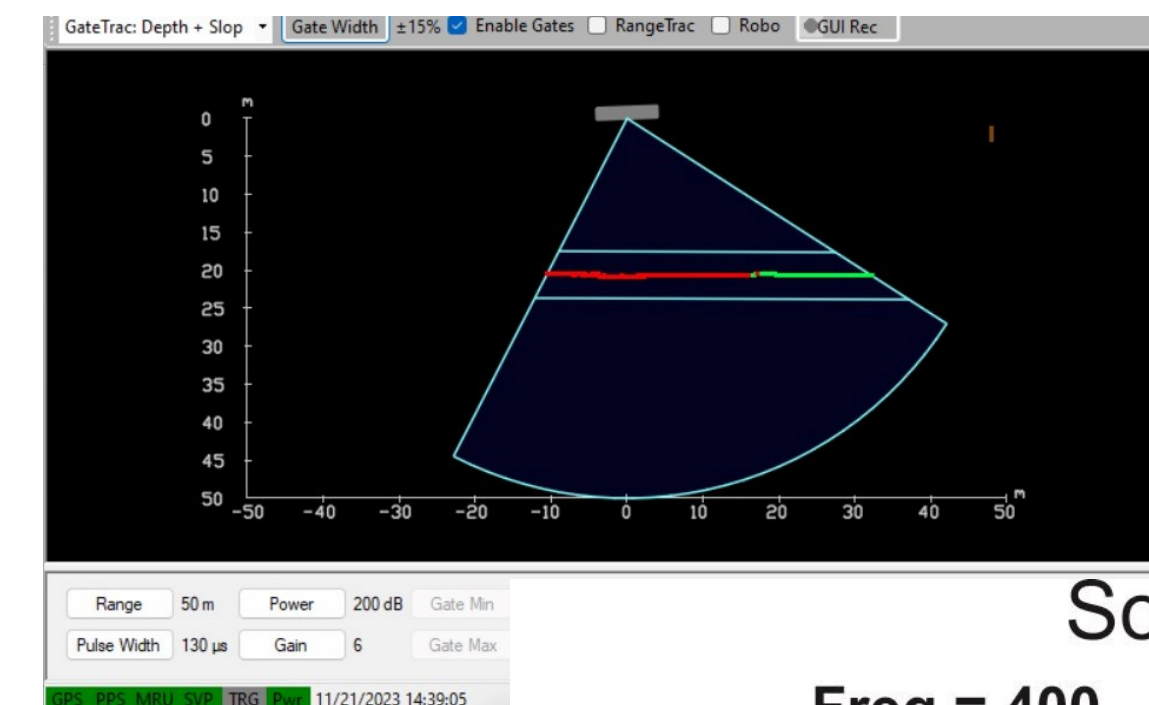 GateTrac: Depth + Slop Gate Width ±15% Enable Gates RangeTrac Robo GUI Rec
m
0
5
10
15
20
25
30
35
40
45
50
-50 -40 -30 -20 -10 0 10 20 30 40 50 m
Range 50 m Power 200 dB Gate Min
Pulse Width 130 µs Gain 6 Gate Max
So
GPS PPS MRU SVP TRG Pwr 11/21/2023 14:39:05
Freq = 400